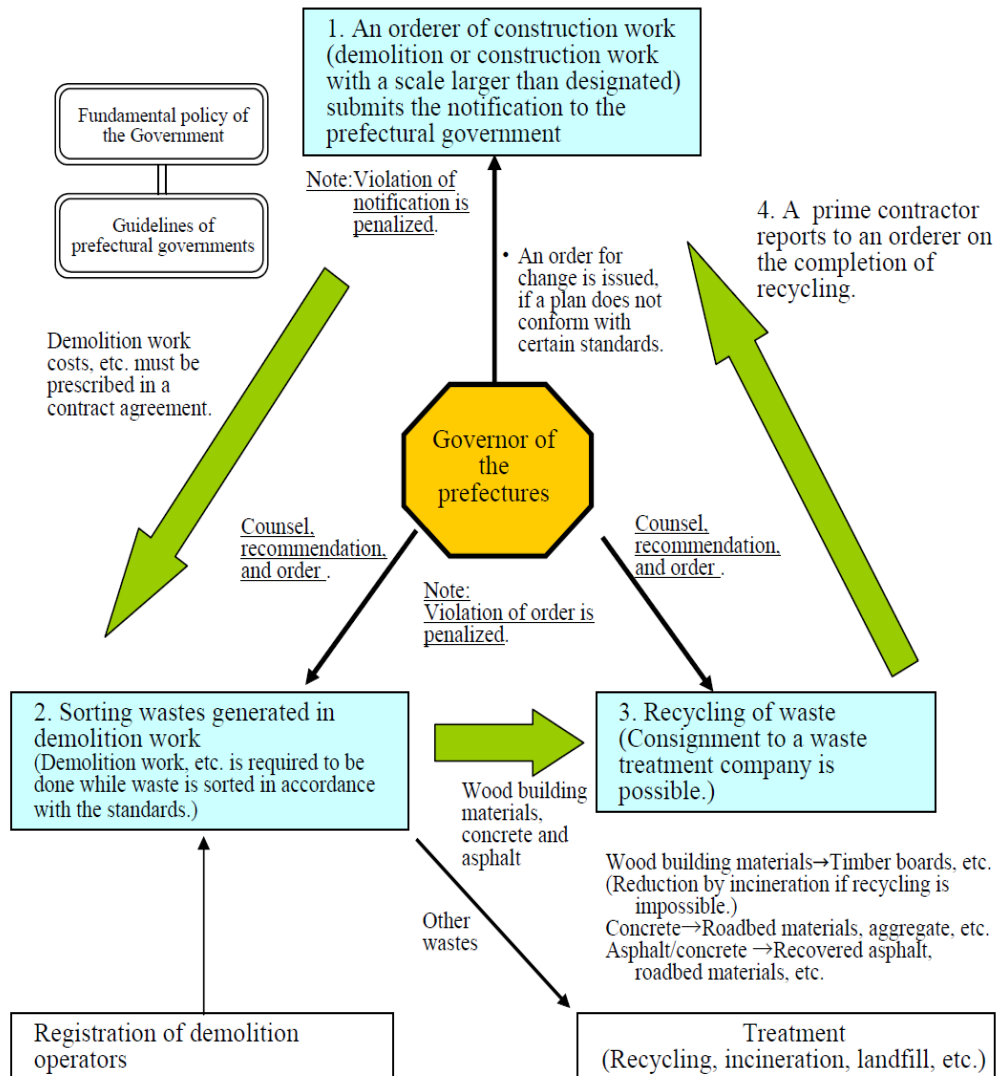 1. An orderer of construction work
(demolition or construction work
with a scale larger than designated)
submits the notification to the
prefectural government
Fundamental policy of
the Government
Guidelines of
prefectural governments
Note:Violation of
notification is
penalized.
• An order for
change is issued,
if a plan does not
conform with
certain standards.
4. A prime contractor
reports to an orderer on
the completion of
recycling.
Demolition work
costs, etc. must be
prescribed in a
contract agreement.
Governor of
the
prefectures
Counsel,
recommendation,
and order .
Note:
Violation of order is
penalized.
Counsel,
recommendation,
and order .
2. Sorting wastes generated in
demolition work
(Demolition work, etc. is required to be
done while waste is sorted in accordance
with the standards.)
Wood building
materials,
concrete and
asphalt
3. Recycling of waste
(Consignment to a waste
treatment company is
possible.)
Wood building materials→Timber boards, etc.
(Reduction by incineration if recycling is
impossible.)
Concrete→Roadbed materials, aggregate, etc.
Asphalt/concrete →Recovered asphalt,
roadbed materials, etc.
Other
wastes
Registration of demolition
operators
Treatment
(Recycling, incineration, landfill, etc.)